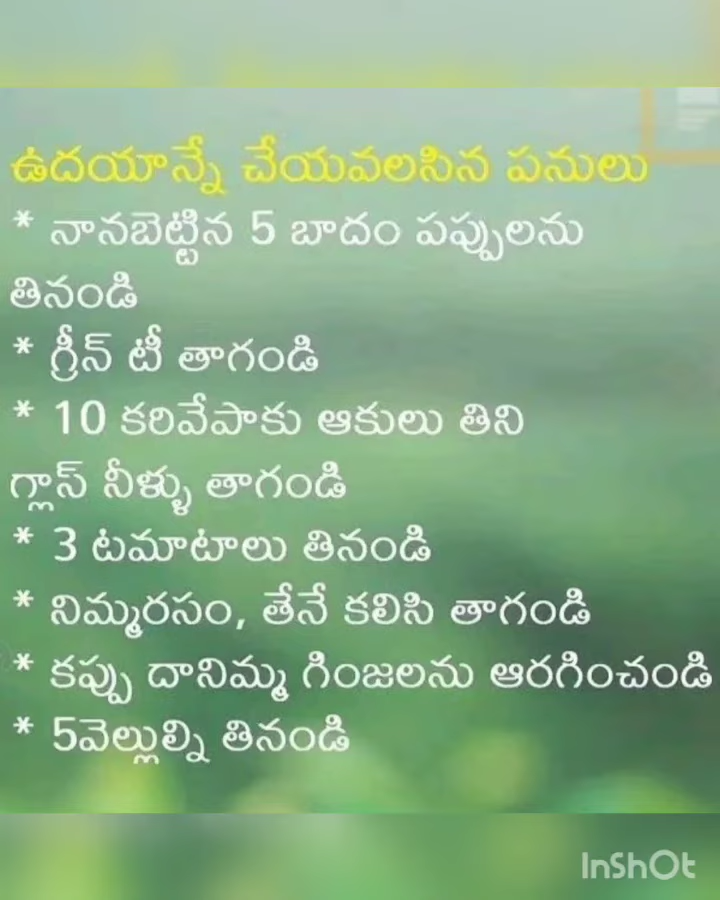 ఉదయాన్నే చేయవలసిన పనులు
* నానబెట్టిన 5 బాదం పప్పులను
తినండి
* గ్రీన్ టీ తాగండి
* 10 కరివేపాకు ఆకులు తిని
గ్లాస్ నీళ్ళు తాగండి
* 3 టమాటాలు తినండి
* నిమ్మరసం, తేనే కలిసి తాగండి
* కప్పు దానిమ్మ గింజలను ఆరగించండి
* 5వెల్లుల్ని తినండి
InShOt